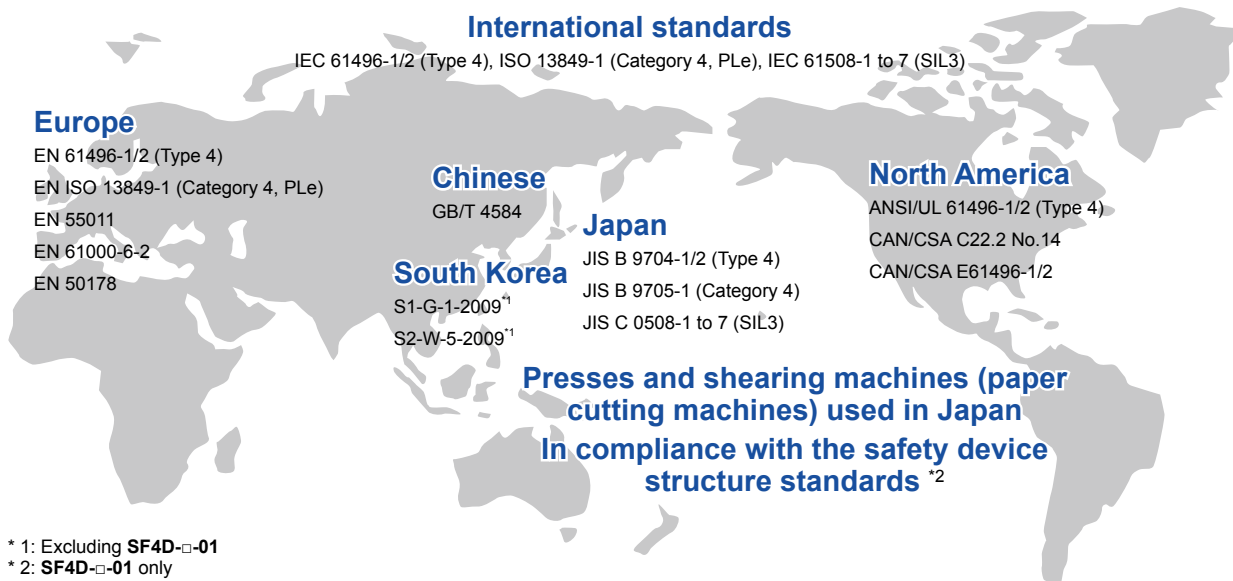 International standards
IEC 61496-1/2 (Type 4), ISO 13849-1 (Category 4, PLe), IEC 61508-1 to 7 (SIL3)
Europe
EN 61496-1/2 (Type 4)
EN ISO 13849-1 (Category 4, PLe)
EN 55011
EN 61000-6-2
EN 50178
Chinese
GB/T 4584
South Korea
S1-G-1-2009*1
S2-W-5-2009*1
Japan
JIS B 9704-1/2 (Type 4)
JIS B 9705-1 (Category 4)
JIS C 0508-1 to 7 (SIL3)
North America
ANSI/UL 61496-1/2 (Type 4)
CAN/CSA C22.2 No.14
CAN/CSA E61496-1/2
Presses and shearing machines (paper
cutting machines) used in Japan
In compliance with the safety device
structure standards *2
* 1: Excluding SF4D-□-01
* 2: SF4D-□-01 only